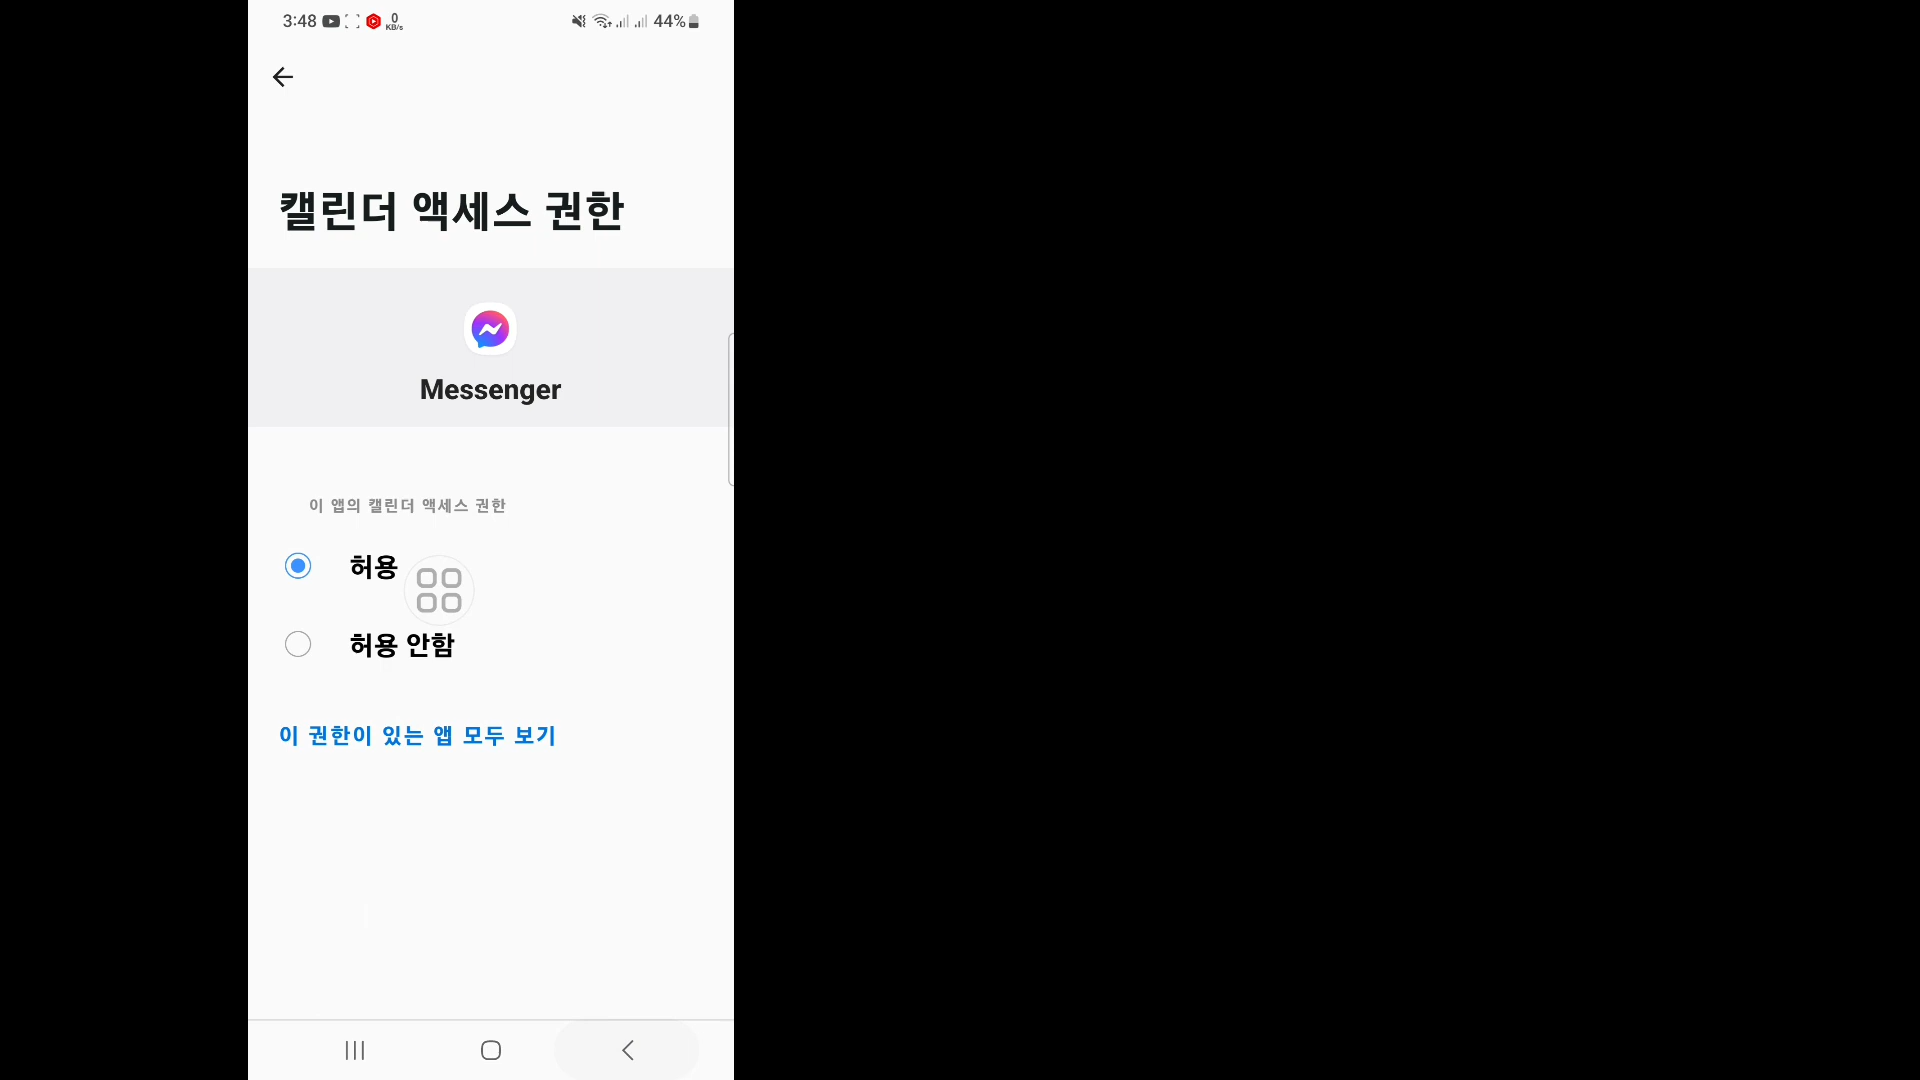 3:48
0
KB/s
44%
캘린더 액세스 권한
Messenger
이 앱의 캘린더 액세스 권한
허용
허용 안함
이 권한이 있는 앱 모두 보기